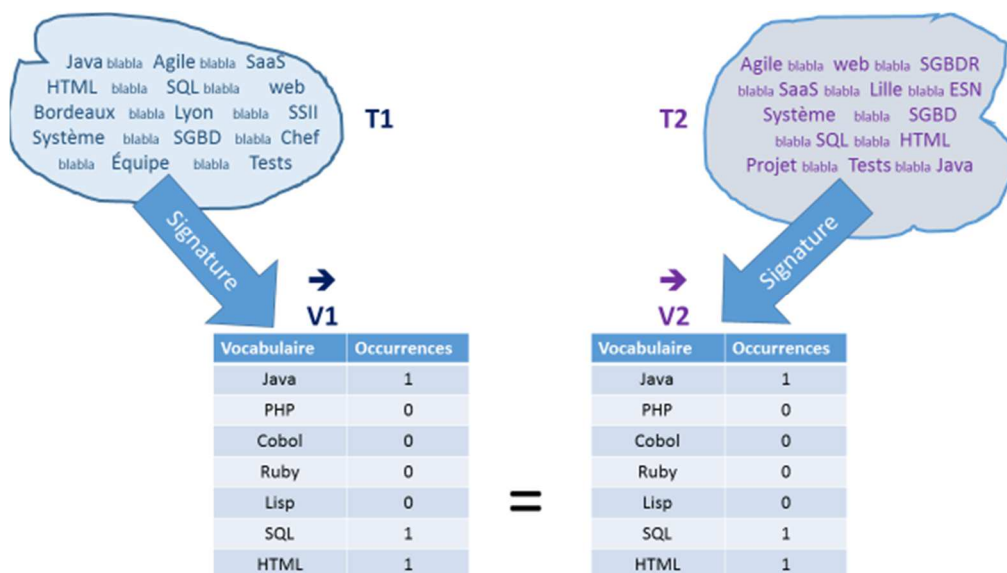 Java blabla Agile blabla SaaS
HTML blabla SQL blabla web
Bordeaux blabla Lyon blabla SSII
Système blabla SGBD blabla Chef
blabla Équipe blabla Tests
T1
T2
Agile blabla web blabla SGBDR
blabla SaaS blabla Lille blabla ESN
Système blabla SGBD
blabla SQL blabla HTML
Projet blabla Tests blabla Java
Signature
Signature
➔
V1
➔
V2
Vocabulaire Occurrences
Java 1
PHP 0
Cobol 0
Ruby 0
Lisp 0
SQL 1
HTML 1
=
Vocabulaire Occurrences
Java 1
PHP 0
Cobol 0
Ruby 0
Lisp 0
SQL 1
HTML 1